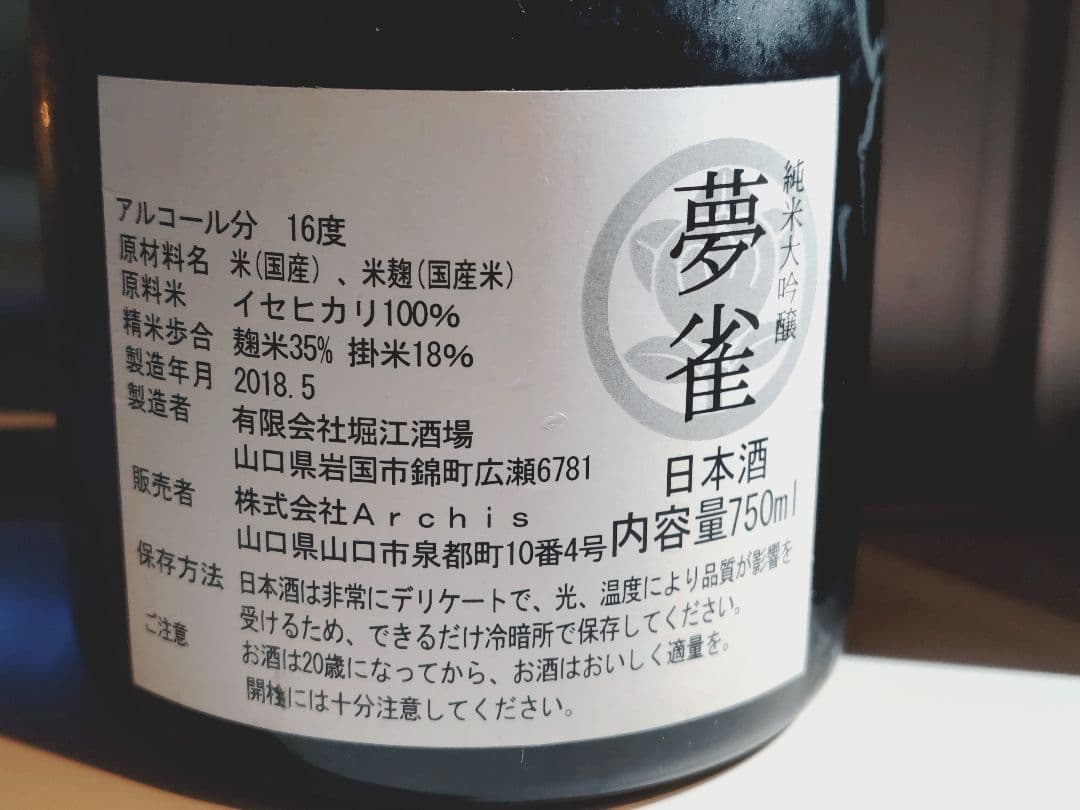 アルコール分 16度
原材料名 米(国産)、米麹(国産米)
原料米 イセヒカリ100%
精米歩合 麹米35% 掛米18%
製造年月 2018.5
製造者 有限会社堀江酒場
山口県岩国市錦町広瀬6781
販売者 株式会社Archis
山口県山口市泉都町10番4号
保存方法 日本酒は非常にデリケートで、光、温度により品質が影響を
受けるため、できるだけ冷暗所で保存してください。
ご注意 お酒は20歳になってから、お酒はおいしく適量を。
開栓には十分注意してください。
純米大吟醸
夢雀
日本酒
内容量750ml